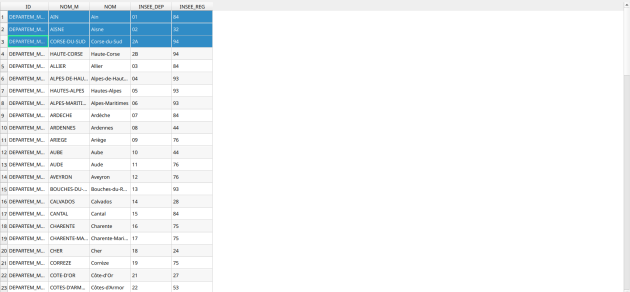 ID NOM_M NOM INSEE_DEP INSEE_REG
1 DEPARTEM_M... AIN Ain 01 84
2 DEPARTEM_M... AISNE Aisne 02 32
3 DEPARTEM_M... CORSE-DU-SUD Corse-du-Sud 2A 94
4 DEPARTEM_M... HAUTE-CORSE Haute-Corse 2B 94
5 DEPARTEM_M... ALLIER Allier 03 84
6 DEPARTEM_M... ALPES-DE-HAU... Alpes-de-Haut... 04 93
7 DEPARTEM_M... HAUTES-ALPES Hautes-Alpes 05 93
8 DEPARTEM_M... ALPES-MARITI... Alpes-Maritimes 06 93
9 DEPARTEM_M... ARDECHE Ardèche 07 84
10 DEPARTEM_M... ARDENNES Ardennes 08 44
11 DEPARTEM_M... ARIEGE Ariège 09 76
12 DEPARTEM_M... AUBE Aube 10 44
13 DEPARTEM_M... AUDE Aude 11 76
14 DEPARTEM_M... AVEYRON Aveyron 12 76
15 DEPARTEM_M... BOUCHES-DU-... Bouches-du-R... 13 93
16 DEPARTEM_M... CALVADOS Calvados 14 28
17 DEPARTEM_M... CANTAL Cantal 15 84
18 DEPARTEM_M... CHARENTE Charente 16 75
19 DEPARTEM_M... CHARENTE-MA... Charente-Mari... 17 75
20 DEPARTEM_M... CHER Cher 18 24
21 DEPARTEM_M... CORREZE Corrèze 19 75
22 DEPARTEM_M... COTE-D'OR Côte-d'Or 21 27
23 DEPARTEM_M... COTES-D'ARM... Côtes-d'Armor 22 53